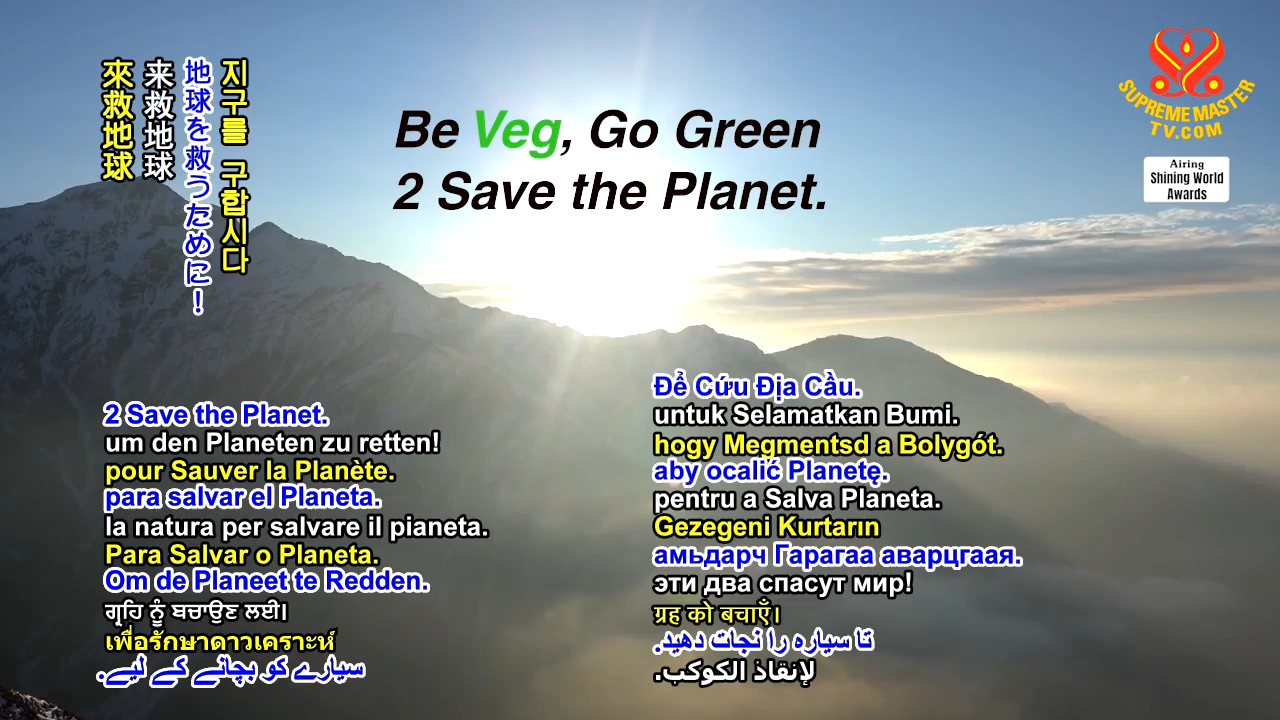 來救地球
来救地球
地球を救うために！
지구를 구합시다
Be Veg, Go Green
2 Save the Planet.
SUPREME MASTER
TV.COM
Airing
Shining World
Awards
2 Save the Planet.
um den Planeten zu retten!
pour Sauver la Planète.
para salvar el Planeta.
la natura per salvare il pianeta.
Para Salvar o Planeta.
Om de Planeet te Redden.
ਗ੍ਰਹਿ ਨੂੰ ਬਚਾਉਣ ਲਈ।
เพื่อรักษาดาวเคราะห์
سیارے کو بچانے کے لیے.
Để Cứu Địa Cầu.
untuk Selamatkan Bumi.
hogy Megmentsd a Bolygót.
aby ocalić Planetę.
pentru a Salva Planeta.
Gezegeni Kurtarın
амьдарч Гарагаа аварцгаая.
эти два спасут мир!
ग्रह को बचाएँ।
تا سیاره را نجات دهید.
لإنقاذ الكوكب.